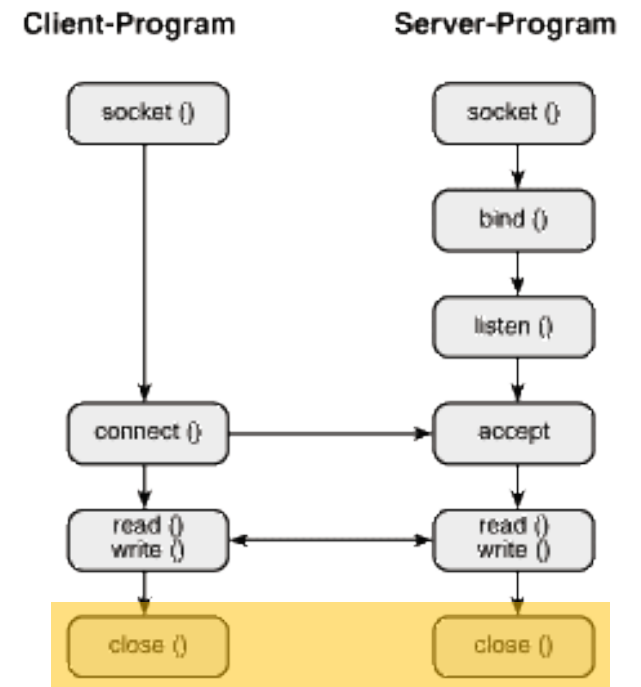 Client-Program
Server-Program
socket ()
socket ()
bind ()
listen ()
connect ()
accept
read ()
write ()
read ()
write ()
close ()
close ()